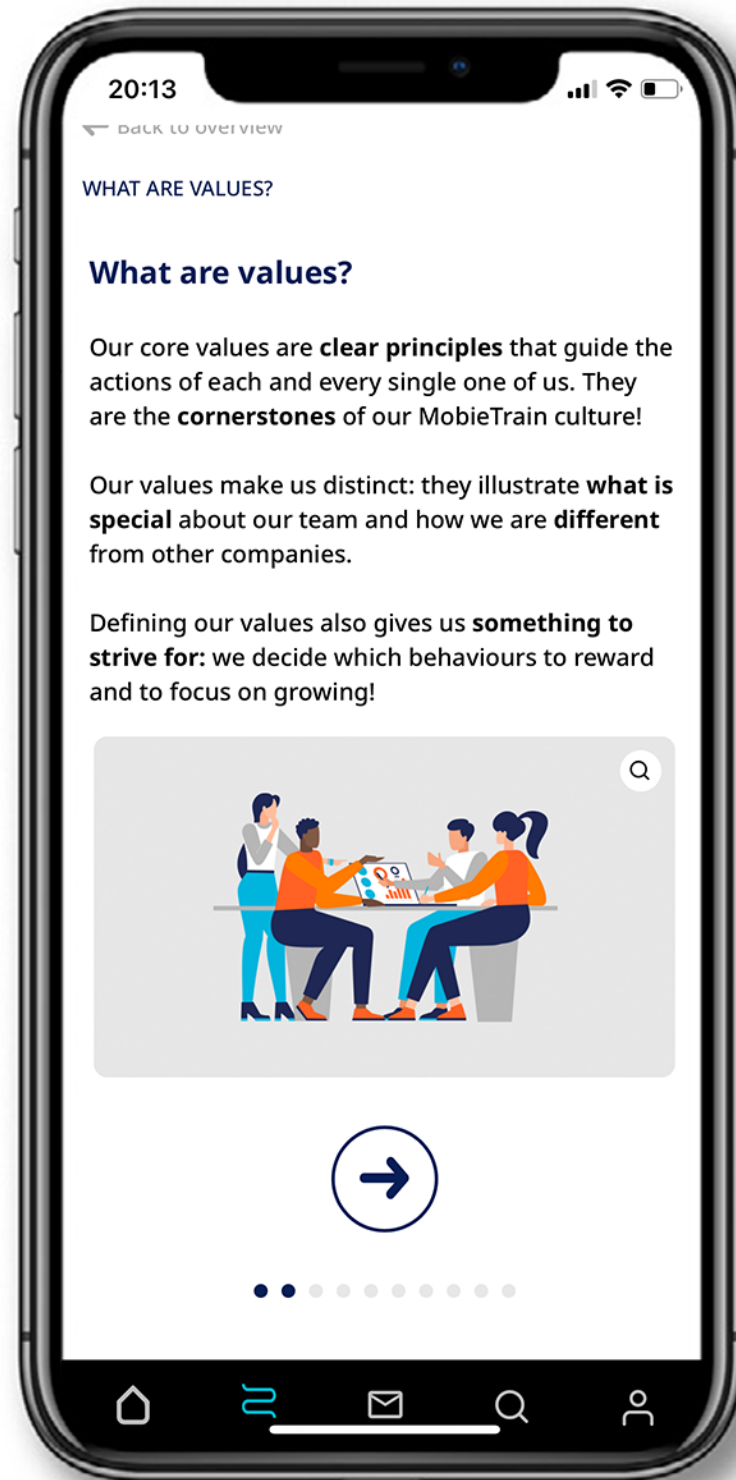 20:13
Back to overview
WHAT ARE VALUES?
What are values?
Our core values are clear principles that guide the
actions of each and every single one of us. They
are the cornerstones of our MobieTrain culture!
Our values make us distinct: they illustrate what is
special about our team and how we are different
from other companies.
Defining our values also gives us something to
strive for: we decide which behaviours to reward
and to focus on growing!